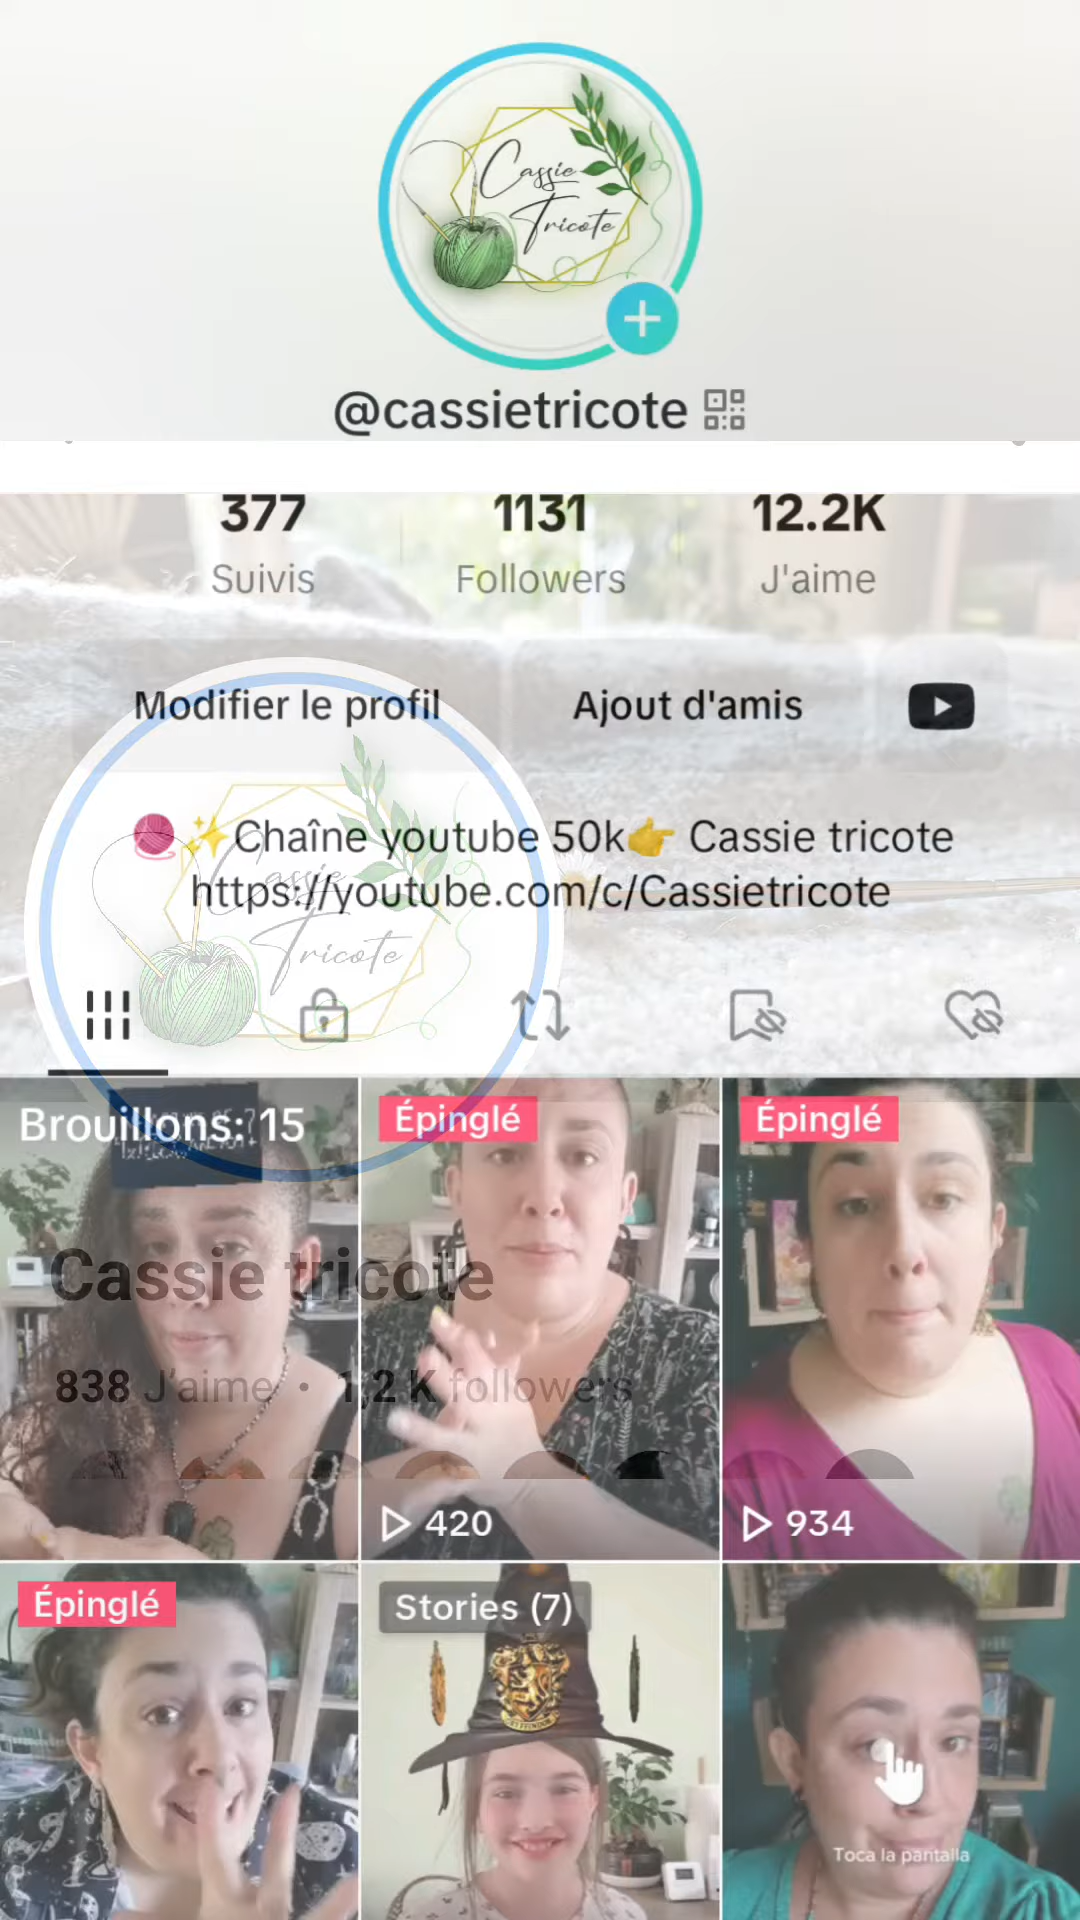 Cassie
Tricote
@cassietricote
377
1131
12.2K
Suivis
Followers
J'aime
Modifier le profil
Ajout d'amis
🧶✨Chaîne youtube 50k👉 Cassie tricote
https://youtube.com/c/Cassietricote
Cassie
Tricote
Brouillons: 15
Épinglé
Épinglé
Cassie tricote
838 J'aime • 1,2 K followers
420
934
Épinglé
Stories (7)
GRYFFINDOR
Toca la pantalla